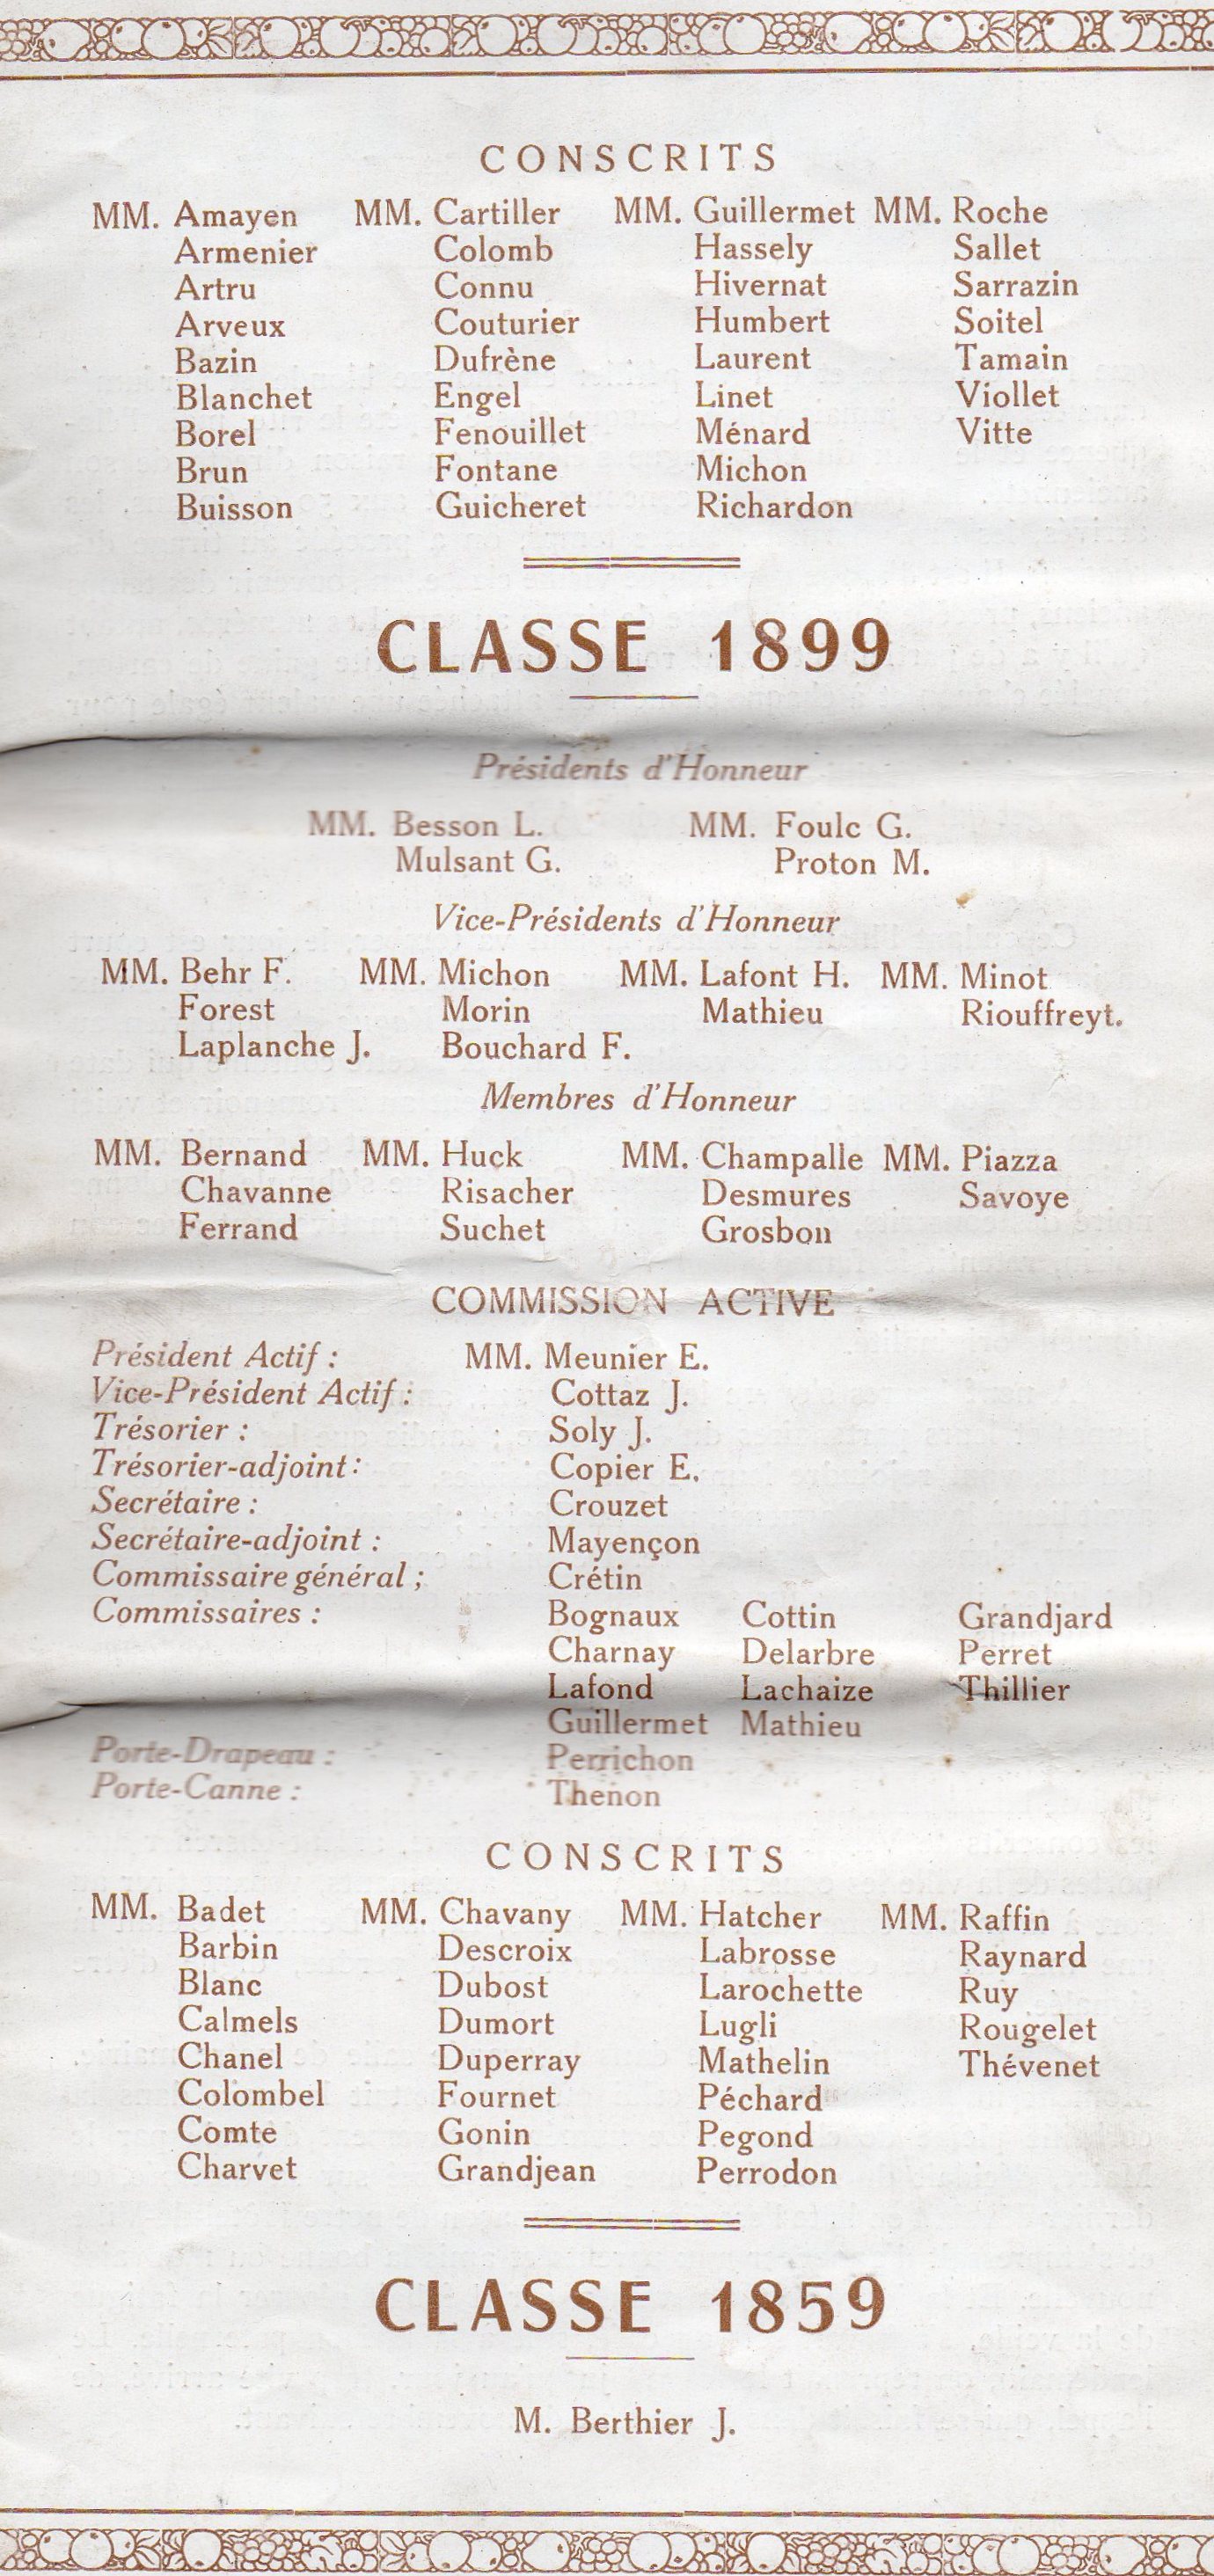 CONSCRITS
MM. Amayen MM. Cartiller MM. Guillermet MM. Roche
Armenier Colomb Hassely Sallet
Artru Connu Hivernat Sarrazin
Arveux Couturier Humbert Soitel
Bazin Dufrène Laurent Tamain
Blanchet Engel Linet Viollet
Borel Fenouillet Ménard Vitte
Brun Fontane Michon
Buisson Guicheret Richardon
CLASSE 1899
Présidents d'Honneur
MM. Besson L. MM. Foulc G.
Mulsant G. Proton M.
Vice-Présidents d'Honneur
MM. Behr F. MM. Michon MM. Lafont H. MM. Minot
Forest Morin Mathieu Riouffreyt.
Laplanche J. Bouchard F.
Membres d'Honneur
MM. Bernand MM. Huck MM. Champalle MM. Piazza
Chavanne Risacher Desmures Savoye
Ferrand Suchet Grosbon
COMMISSION ACTIVE
Président Actif : MM. Meunier E.
Vice-Président Actif : Cottaz J.
Trésorier : Soly J.
Trésorier-adjoint : Copier E.
Secrétaire : Crouzet
Secrétaire-adjoint : Mayençon
Commissaire général ; Crétin
Commissaires : Bognaux Cottin Grandjard
Charnay Delarbre Perret
Lafond Lachaize Thillier
Guillermet Mathieu
Porte-Drapeau : Perrichon
Porte-Canne : Thenon
CONSCRITS
MM. Badet MM. Chavany MM. Hatcher MM. Raffin
Barbin Descroix Labrosse Raynard
Blanc Dubost Larochette Ruy
Calmels Dumort Lugli Rougelet
Chanel Duperray Mathelin Thévenet
Colombel Fournet Péchard
Comte Gonin Pegond
Charvet Grandjean Perrodon
CLASSE 1859
M. Berthier J.